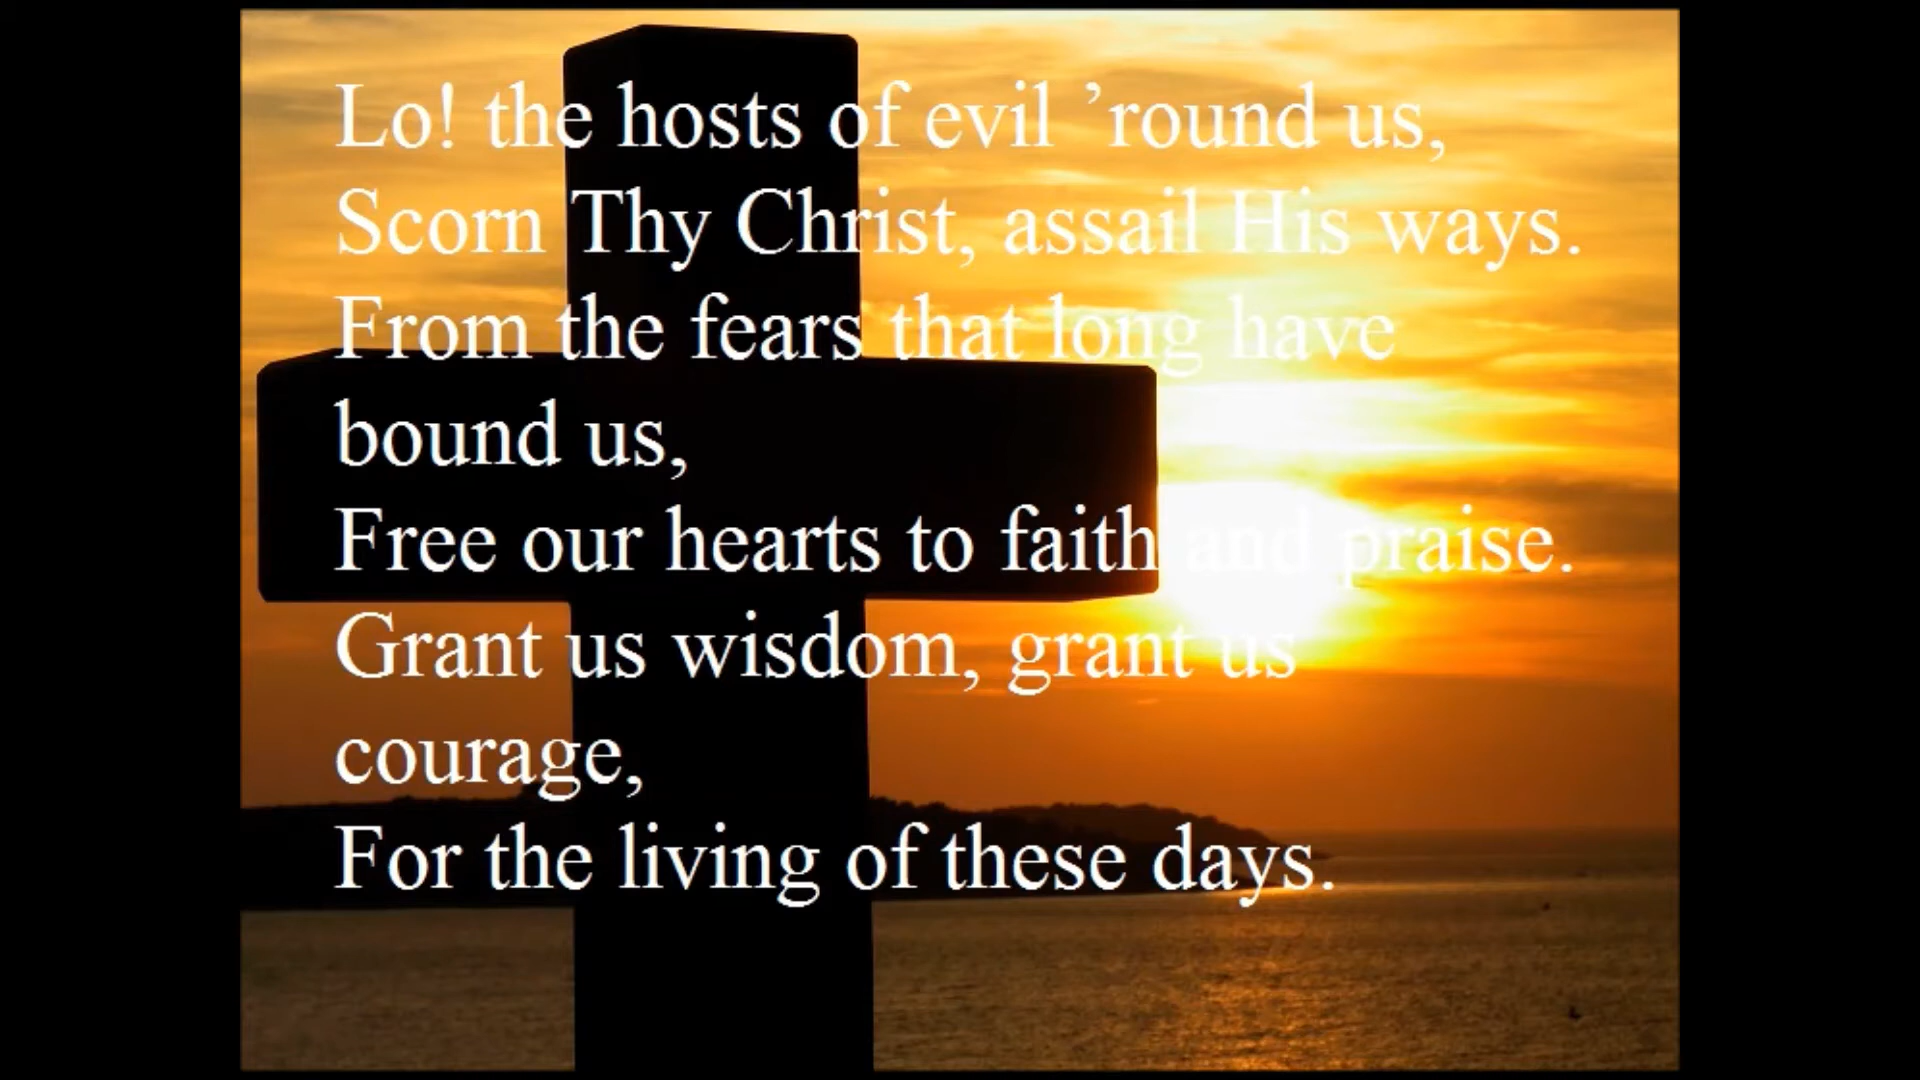 Lo! the hosts of evil ’round us,
Scorn Thy Christ, assail His ways.
From the fears that long have
bound us,
Free our hearts to faith and praise.
Grant us wisdom, grant us
courage,
For the living of these days.